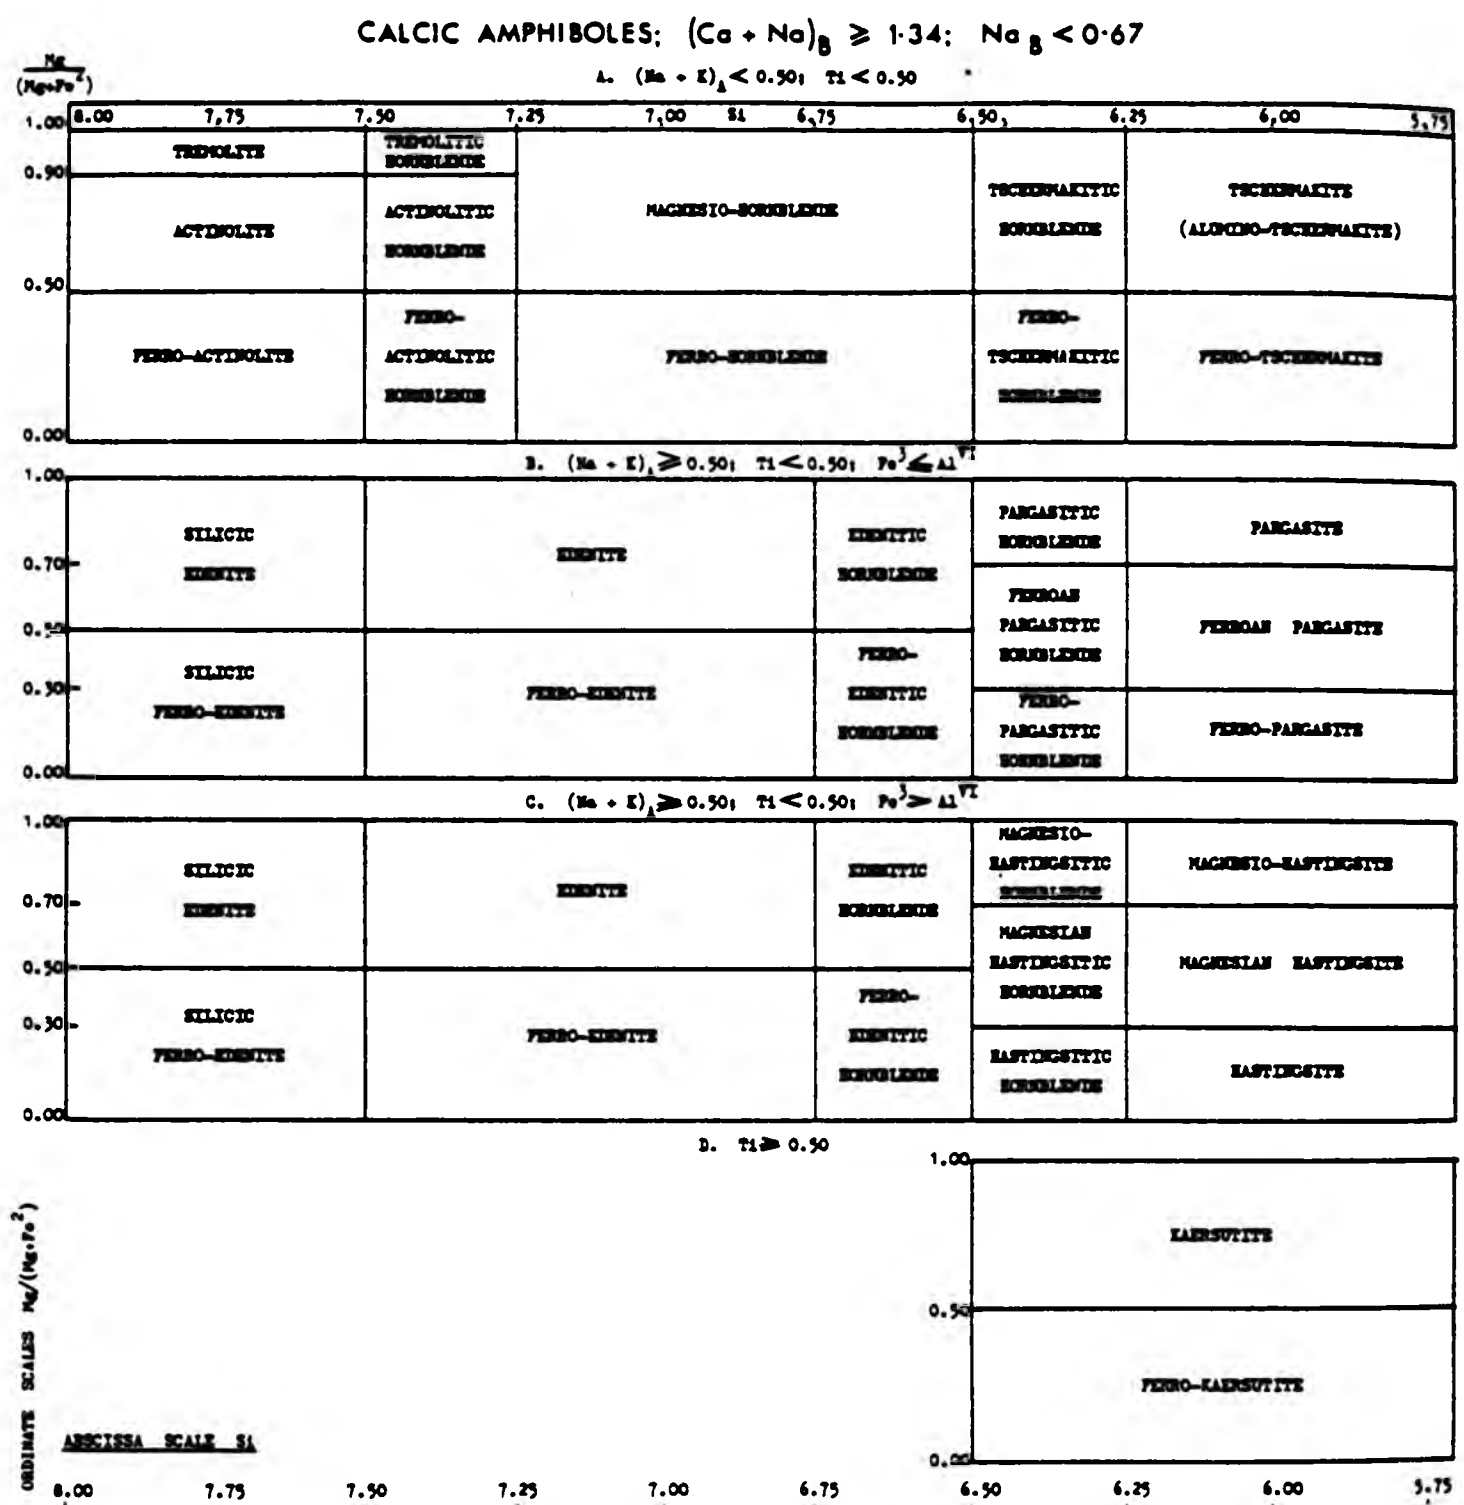 CALCIC AMPHIBOLES; (Ca + Na)B ⩾ 1·34; NaB < 0·67
Mg
(Mg+Fe2)
A. (Na + K)A < 0.50; Ti < 0.50
8.00 7.75 7.50 7.25 7.00 Si 6.75 6.50 6.25 6.00 5.75
1.00
TREMOLITE
TREMOLITIC
HORNBLENDE
0.90
ACTINOLITE
ACTINOLITIC
HORNBLENDE
MAGNESIO-HORNBLENDE
TSCHERMAKITIC
HORNBLENDE
TSCHERMAKITE
(ALUMINO-TSCHERMAKITE)
0.50
FERRO-ACTINOLITE
FERRO-
ACTINOLITIC
HORNBLENDE
FERRO-HORNBLENDE
FERRO-
TSCHERMAKITIC
HORNBLENDE
FERRO-TSCHERMAKITE
0.00
B. (Na + K)A ⩾ 0.50; Ti < 0.50; Fe3 ⩽ AlVI
1.00
SILICIC
EDENITE
EDENITE
EDENITIC
HORNBLENDE
PARGASITIC
HORNBLENDE
PARGASITE
0.70
FERROAN
PARGASITIC
HORNBLENDE
FERROAN PARGASITE
0.50
SILICIC
FERRO-EDENITE
FERRO-EDENITE
FERRO-
EDENITIC
HORNBLENDE
0.30
FERRO-
PARGASITIC
HORNBLENDE
FERRO-PARGASITE
0.00
C. (Na + K)A ⩾ 0.50; Ti < 0.50; Fe3 > AlVI
1.00
SILICIC
EDENITE
EDENITE
EDENITIC
HORNBLENDE
MAGNESIO-
HASTINGSITIC
HORNBLENDE
MAGNESIO-HASTINGSITE
0.70
MAGNESIAN
HASTINGSITIC
HORNBLENDE
MAGNESIAN HASTINGSITE
0.50
SILICIC
FERRO-EDENITE
FERRO-EDENITE
FERRO-
EDENITIC
HORNBLENDE
0.30
HASTINGSITIC
HORNBLENDE
HASTINGSITE
0.00
D. Ti ⩾ 0.50
1.00
KAERSUTITE
0.50
FERRO-KAERSUTITE
0.00
ORDINATE SCALES Mg/(Mg+Fe2)
ABSCISSA SCALE Si
8.00 7.75 7.50 7.25 7.00 6.75 6.50 6.25 6.00 5.75